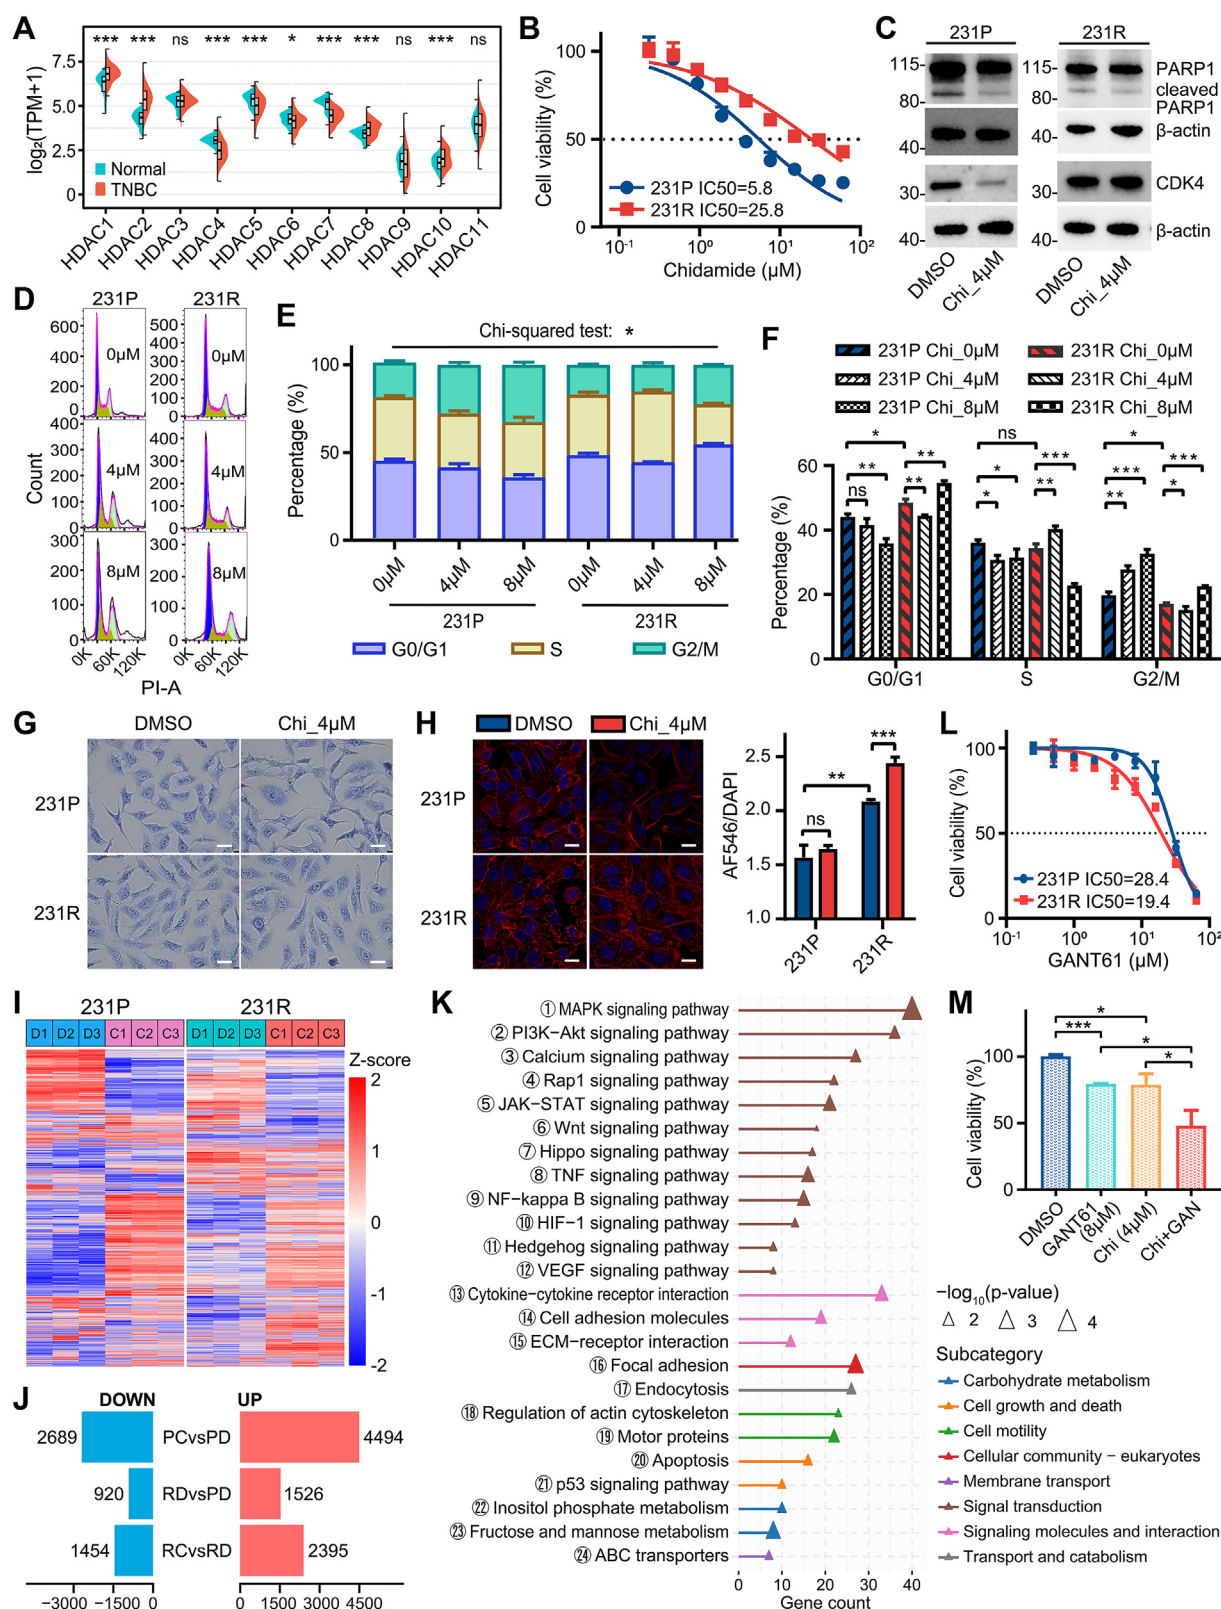 A
*** *** ns *** *** * *** *** ns *** ns
log₂(TPM+1)
7.5
5.0
2.5
0
Normal
TNBC
HDAC1 HDAC2 HDAC3 HDAC4 HDAC5 HDAC6 HDAC7 HDAC8 HDAC9 HDAC10 HDAC11
B
Cell viability (%)
100
50
0
231P IC50=5.8
231R IC50=25.8
10⁻¹ 10⁰ 10¹ 10²
Chidamide (μM)
C
231P 231R
115 115 PARP1
80 80 cleaved
PARP1
40 40 β-actin
30 30 CDK4
40 40 β-actin
DMSO Chi_4μM DMSO Chi_4μM
D
231P 231R
Count
600 400 200 0 0μM
500 400 300 200 100 0 0μM
400 300 200 100 0 4μM
400 300 200 100 0 4μM
300 200 100 0 8μM
300 200 100 0 8μM
0K 60K 120K 0K 60K 120K
PI-A
E
Chi-squared test: *
Percentage (%)
100
50
0
0μM 4μM 8μM 0μM 4μM 8μM
231P 231R
G0/G1 S G2/M
F
231P Chi_0μM 231R Chi_0μM
231P Chi_4μM 231R Chi_4μM
231P Chi_8μM 231R Chi_8μM
Percentage (%)
60
40
20
0
* ** ns ** **
ns * * *** **
* *** ** *** *
G0/G1 S G2/M
G
DMSO Chi_4μM
231P
231R
H
DMSO Chi_4μM
231P
231R
AF546/DAPI
2.5
2.0
1.5
1.0
ns ** ***
231P 231R
L
Cell viability (%)
100
50
0
231P IC50=28.4
231R IC50=19.4
10⁻¹ 10⁰ 10¹ 10²
GANT61 (μM)
I
231P 231R
D1 D2 D3 C1 C2 C3 D1 D2 D3 C1 C2 C3
Z-score
2
1
0
-1
-2
J
DOWN UP
2689 PCvsPD 4494
920 RDvsPD 1526
1454 RCvsRD 2395
−3000 −1500 0 0 1500 3000 4500
K
① MAPK signaling pathway
② PI3K−Akt signaling pathway
③ Calcium signaling pathway
④ Rap1 signaling pathway
⑤ JAK−STAT signaling pathway
⑥ Wnt signaling pathway
⑦ Hippo signaling pathway
⑧ TNF signaling pathway
⑨ NF−kappa B signaling pathway
⑩ HIF−1 signaling pathway
⑪ Hedgehog signaling pathway
⑫ VEGF signaling pathway
⑬ Cytokine−cytokine receptor interaction
⑭ Cell adhesion molecules
⑮ ECM−receptor interaction
⑯ Focal adhesion
⑰ Endocytosis
⑱ Regulation of actin cytoskeleton
⑲ Motor proteins
⑳ Apoptosis
㉑ p53 signaling pathway
㉒ Inositol phosphate metabolism
㉓ Fructose and mannose metabolism
㉔ ABC transporters
0 10 20 30 40
Gene count
M
Cell viability (%)
100
50
0
* *** * *
DMSO GANT61 (8μM) Chi (4μM) Chi+GAN
−log₁₀(p-value)
2 3 4
Subcategory
Carbohydrate metabolism
Cell growth and death
Cell motility
Cellular community − eukaryotes
Membrane transport
Signal transduction
Signaling molecules and interaction
Transport and catabolism